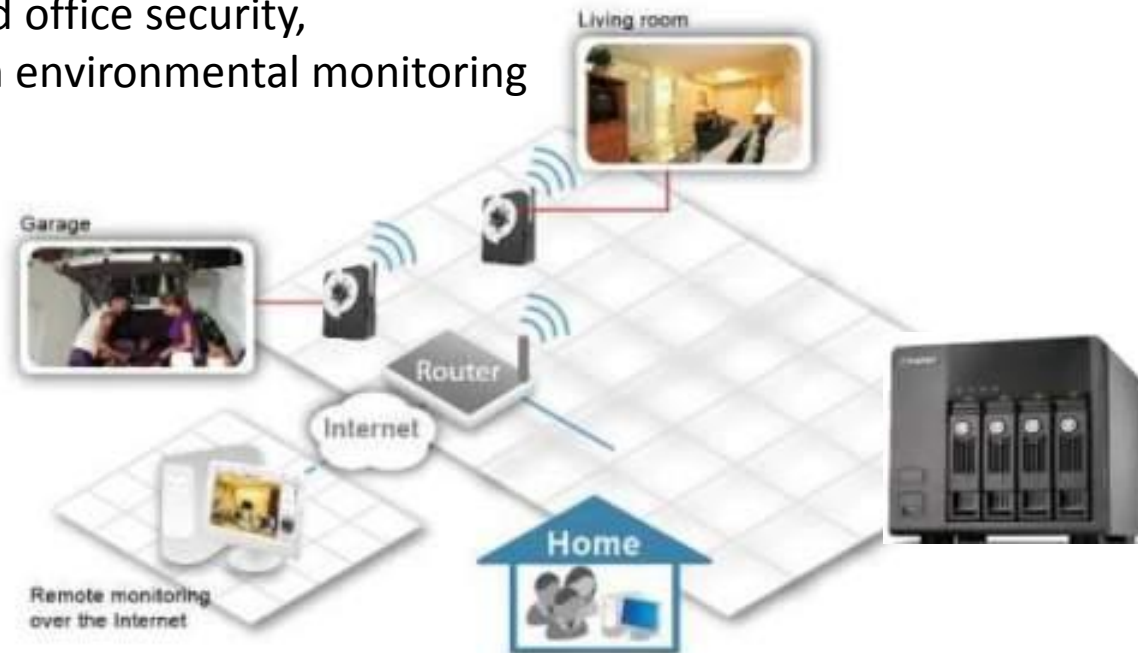 d office security,
n environmental monitoring
Living room
Garage
Router
Internet
Home
Remote monitoring
over the Internet